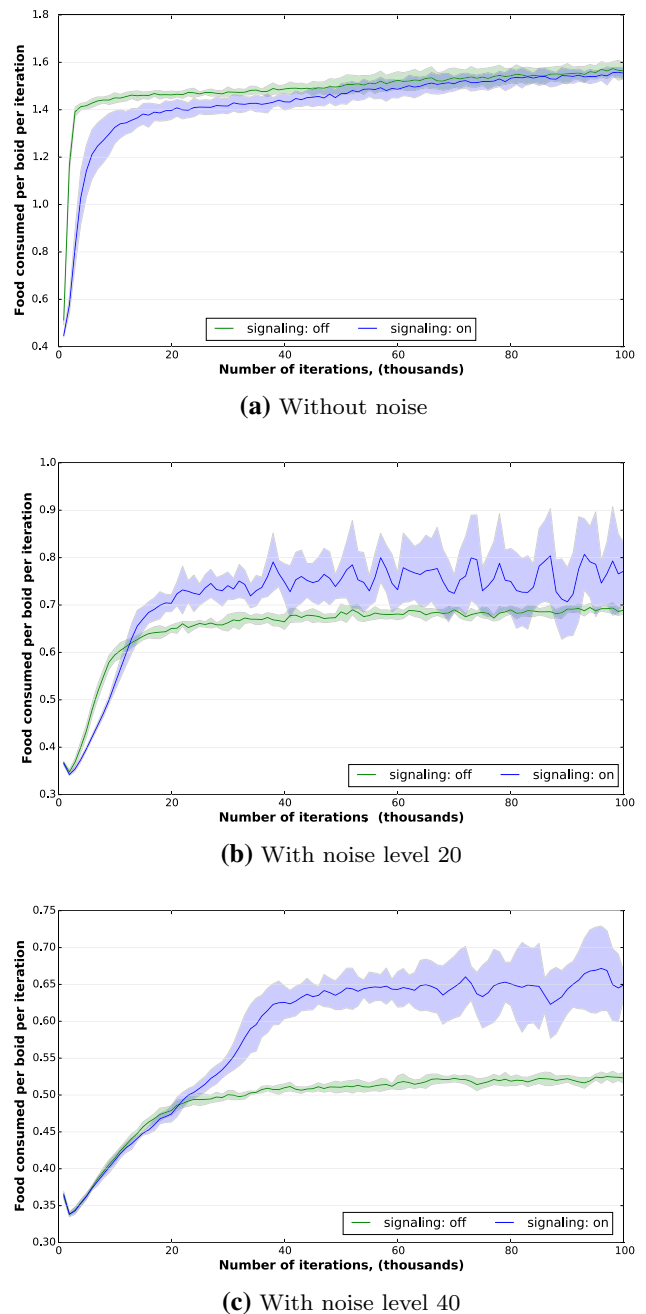 1.8
1.6
1.4
1.2
1.0
0.8
0.6
0.4
Food consumed per boid per iteration
signaling: off signaling: on
0 20 40 60 80 100
Number of iterations, (thousands)
(a) Without noise
1.0
0.9
0.8
0.7
0.6
0.5
0.4
0.3
Food consumed per boid per iteration
signaling: off signaling: on
0 20 40 60 80 100
Number of iterations (thousands)
(b) With noise level 20
0.75
0.70
0.65
0.60
0.55
0.50
0.45
0.40
0.35
0.30
Food consumed per boid per iteration
signaling: off signaling: on
0 20 40 60 80 100
Number of iterations, (thousands)
(c) With noise level 40